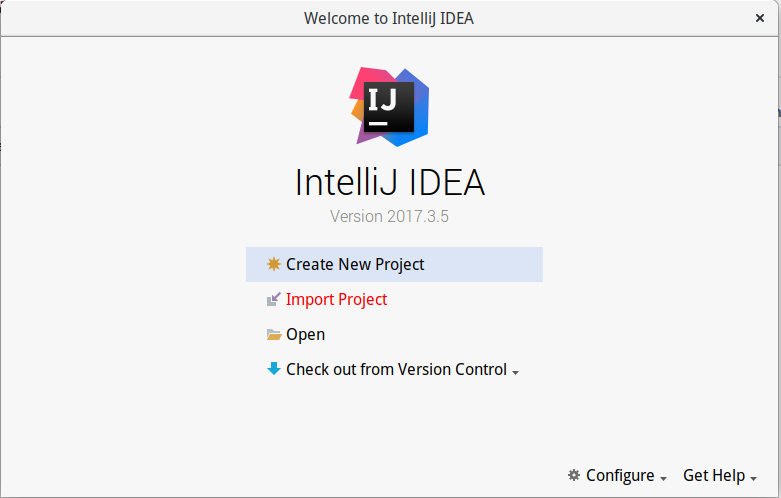 Welcome to IntelliJ IDEA
IJ
IntelliJ IDEA
Version 2017.3.5
Create New Project
Import Project
Open
Check out from Version Control
Configure
Get Help